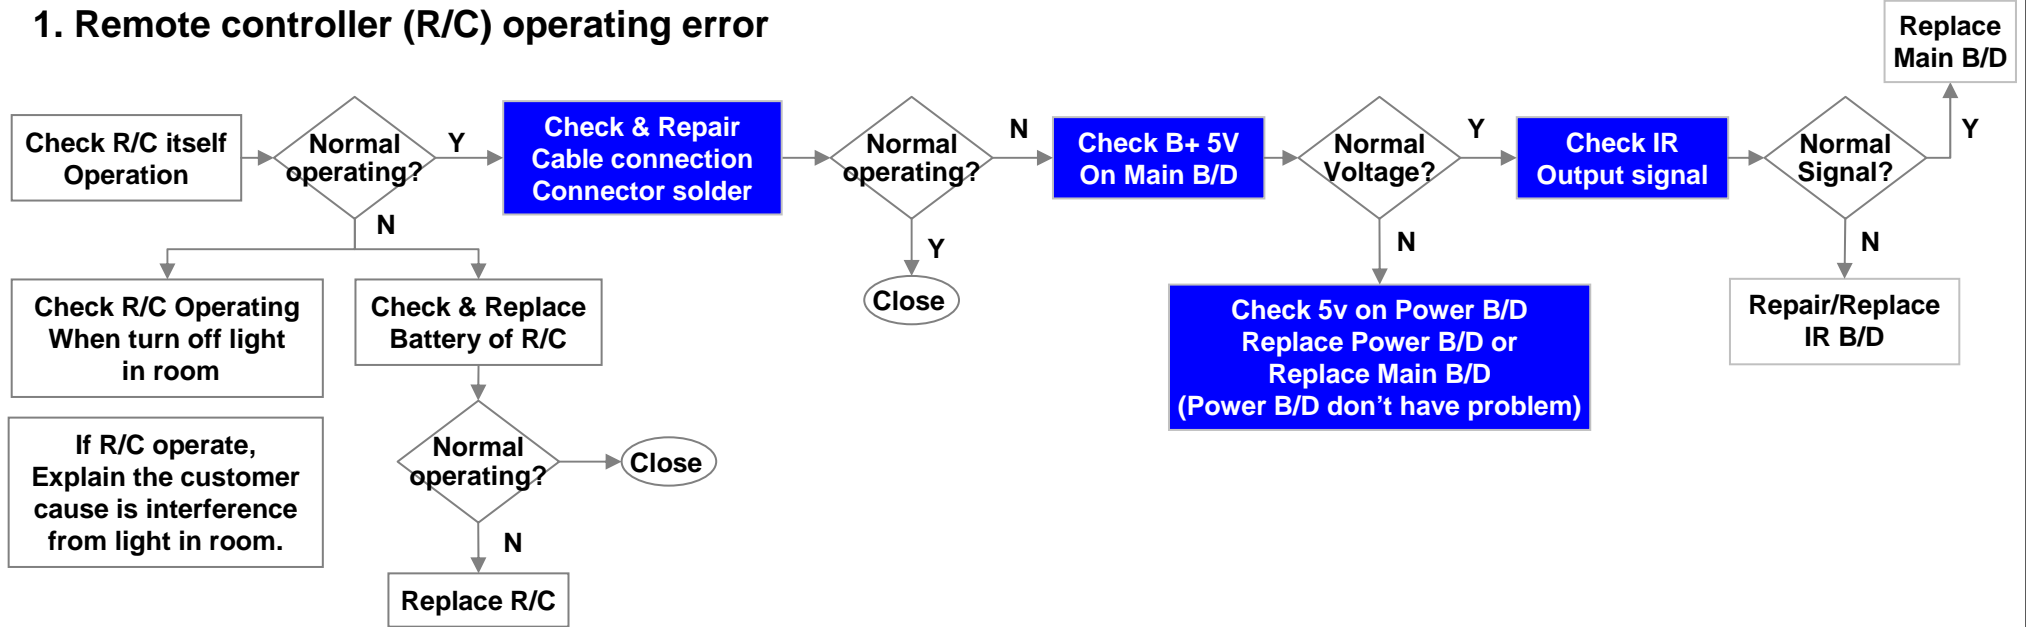 1. Remote controller (R/C) operating error
Replace
Main B/D
Check R/C itself
Operation
Normal
operating?
Y
Check & Repair
Cable connection
Connector solder
Normal
operating?
N
Check B+ 5V
On Main B/D
Normal
Voltage?
Y
Check IR
Output signal
Normal
Signal?
Y
N
Y
N
N
Check R/C Operating
When turn off light
in room
Check & Replace
Battery of R/C
Close
Check 5v on Power B/D
Replace Power B/D or
Replace Main B/D
(Power B/D don’t have problem)
Repair/Replace
IR B/D
If R/C operate,
Explain the customer
cause is interference
from light in room.
Normal
operating?
Close
N
Replace R/C